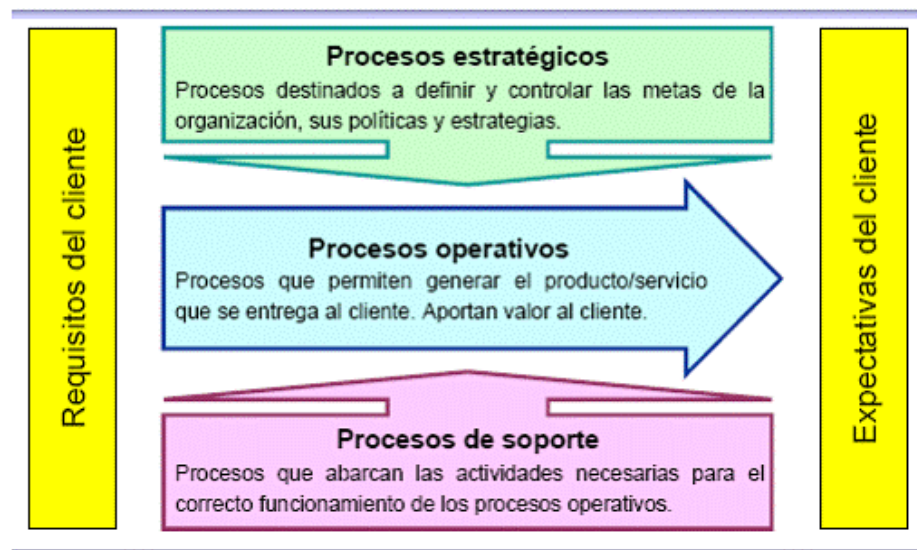 Requisitos del cliente
Procesos estratégicos
Procesos destinados a definir y controlar las metas de la
organización, sus políticas y estrategias.
Procesos operativos
Procesos que permiten generar el producto/servicio
que se entrega al cliente. Aportan valor al cliente.
Procesos de soporte
Procesos que abarcan las actividades necesarias para el
correcto funcionamiento de los procesos operativos.
Expectativas del cliente